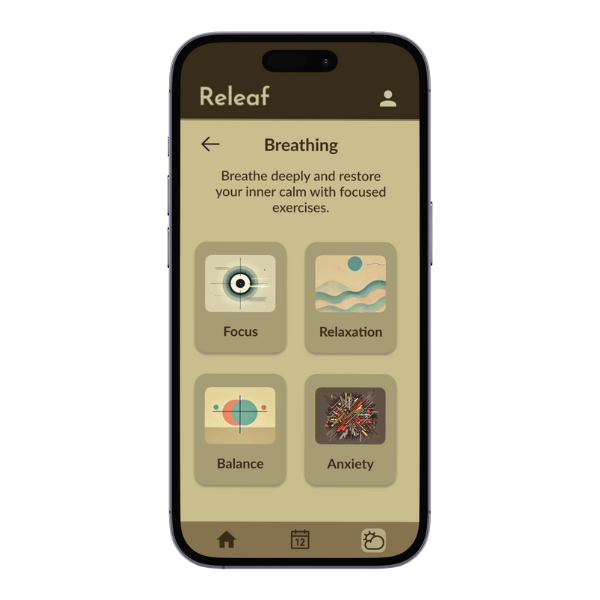 Releaf
Breathing
Breathe deeply and restore
your inner calm with focused
exercises.
Focus
Relaxation
Balance
Anxiety
12